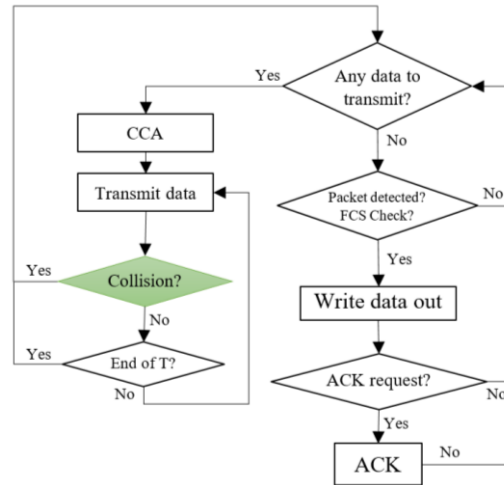 Any data to
transmit?
Yes
No
CCA
Transmit data
Packet detected?
FCS Check?
No
Yes
Collision?
Yes
No
Write data out
End of T?
Yes
No
ACK request?
No
Yes
ACK
No